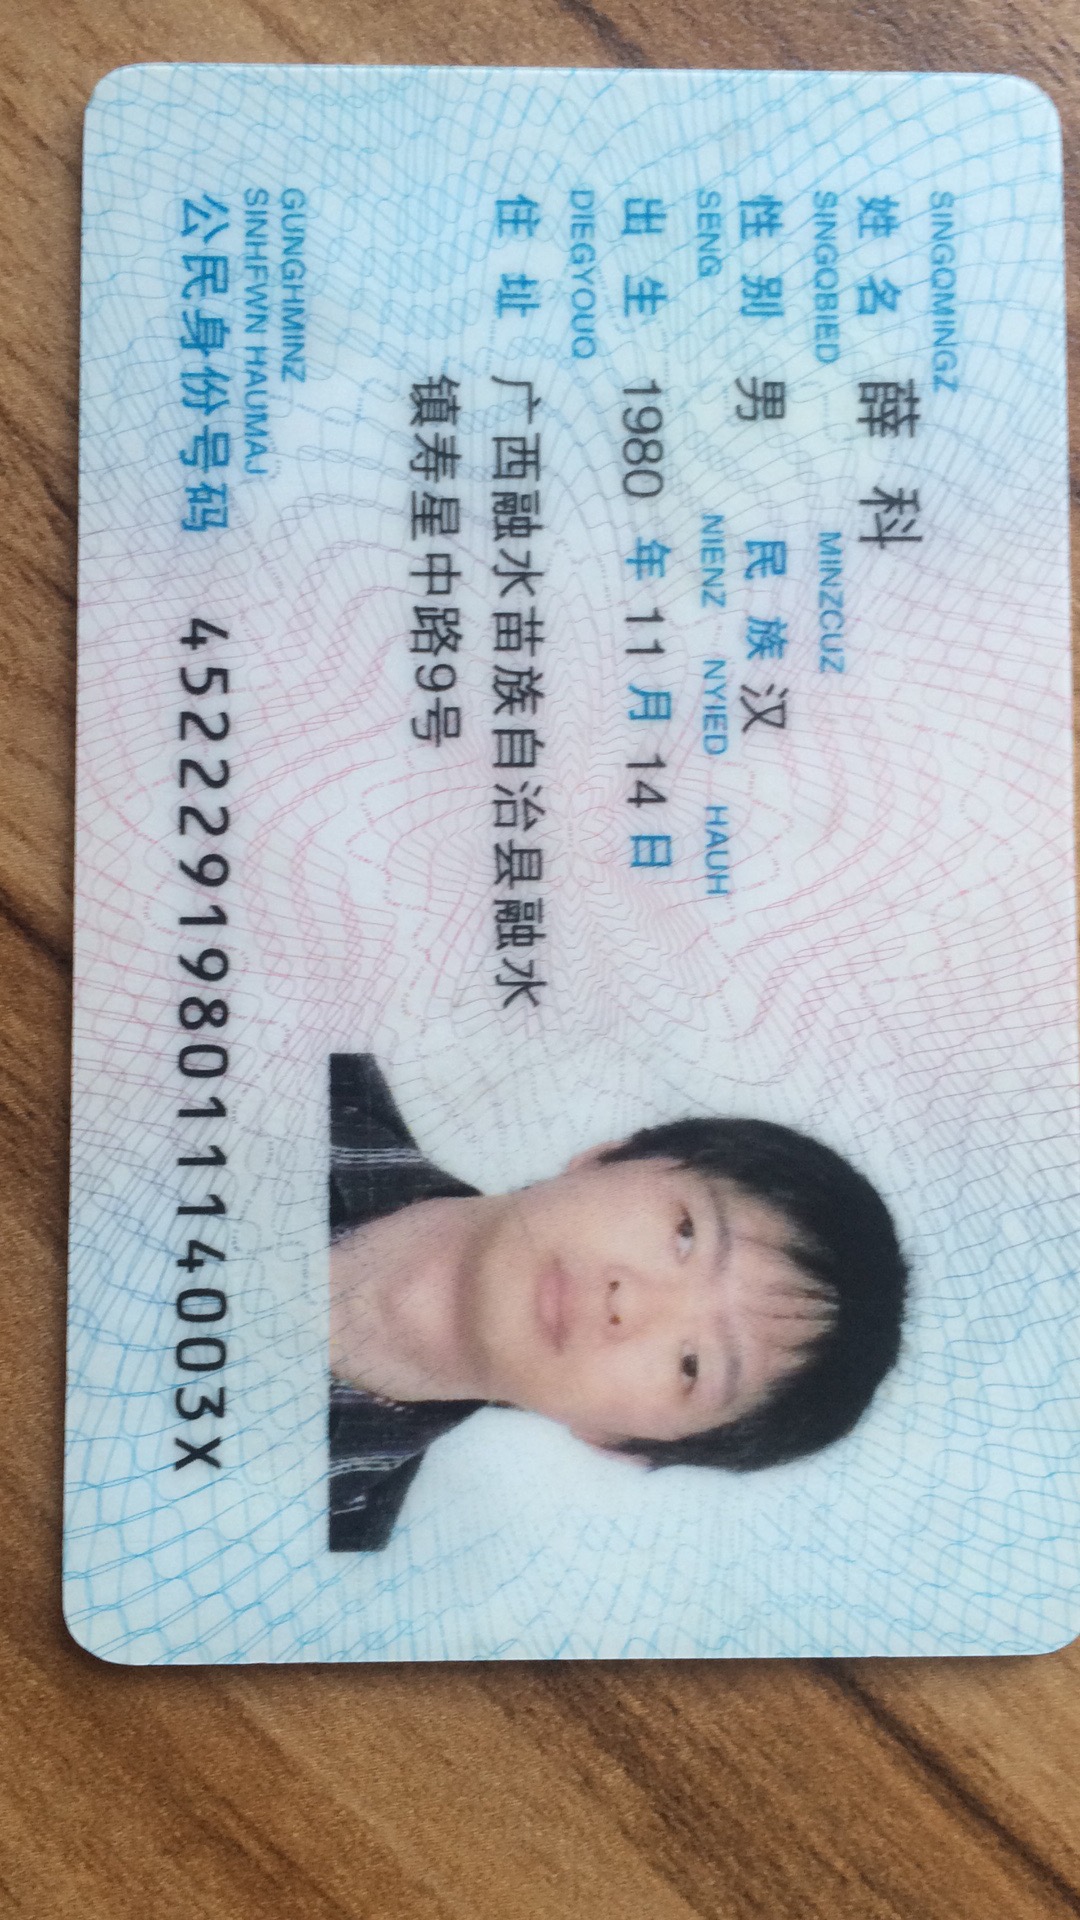 SINGQMINGZ
姓名 薛科
SINGQBIED MINZCUZ
性别 男 民族 汉
SENG NIENZ NYIED HAUH
出生 1980 年 11 月 14 日
DIEGYOUQ
住址 广西融水苗族自治县融水
镇寿星中路9号
GUNGHMINZ
SINHFWN HAUMAJ
公民身份号码 45222919801114003X